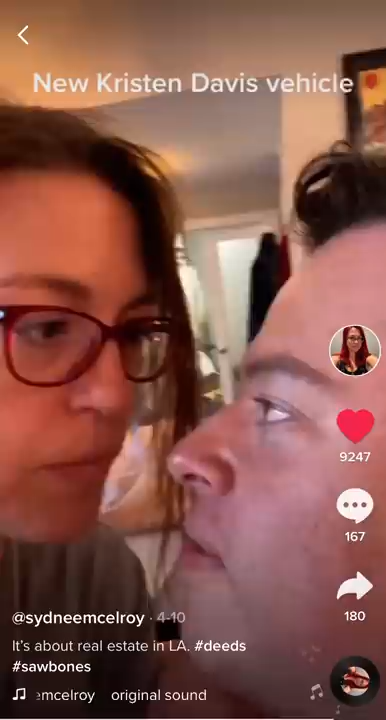 New Kristen Davis vehicle
9247
167
180
@sydneemcelroy · 4-10
It's about real estate in LA. #deeds
#sawbones
emcelroy original sound